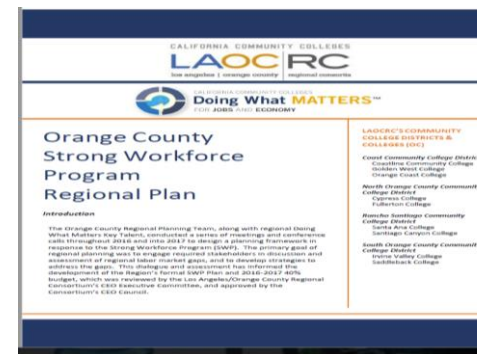 CALIFORNIA COMMUNITY COLLEGES
LAOCRC
los angeles | orange county | regional consortia
CALIFORNIA COMMUNITY COLLEGES
Doing What MATTERS™
FOR JOBS AND ECONOMY
Orange County
Strong Workforce
Program
Regional Plan
Introduction
The Orange County Regional Planning Team, along with regional Doing
What Matters Key Talent, conducted a series of meetings and conference
calls throughout 2016 and into 2017 to design a planning framework in
response to the Strong Workforce Program (SWP). The primary goal of
regional planning was to engage required stakeholders in discussion and
assessment of regional labor market gaps, and to develop strategies to
address the gaps. This dialogue and assessment has informed the
development of the Region's formal SWP Plan and 2016-2017 40%
budget, which was reviewed by the Los Angeles/Orange County Regional
Consortium's CEO Executive Committee, and approved by the
Consortium's CEO Council.
LAOCRC'S COMMUNITY
COLLEGE DISTRICTS &
COLLEGES (OC)
Coast Community College Distric
Coastline Community College
Golden West College
Orange Coast College
North Orange County Communit
College District
Cypress College
Fullerton College
Rancho Santiago Community
College District
Santa Ana College
Santiago Canyon College
South Orange County Communit
College District
Irvine Valley College
Saddleback College